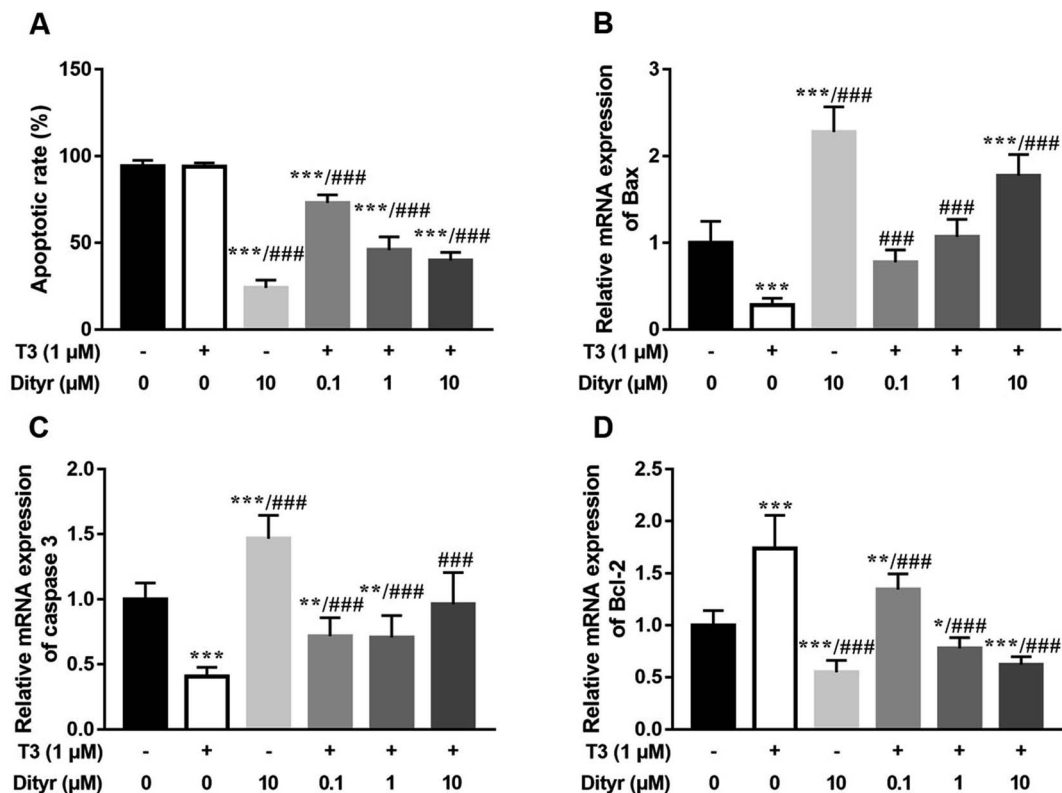 A
Apoptotic rate (%)
150
100
50
0
***/###
***/###
***/###
***/###
T3 (1 µM) - + - + + +
Dityr (µM) 0 0 10 0.1 1 10
B
Relative mRNA expression
of Bax
3
2
1
0
***
***/###
###
###
***/###
T3 (1 µM) - + - + + +
Dityr (µM) 0 0 10 0.1 1 10
C
Relative mRNA expression
of caspase 3
2.0
1.5
1.0
0.5
0.0
***
***/###
**/###
**/###
###
T3 (1 µM) - + - + + +
Dityr (µM) 0 0 10 0.1 1 10
D
Relative mRNA expression
of Bcl-2
2.5
2.0
1.5
1.0
0.5
0.0
***
***/###
**/###
*/###
***/###
T3 (1 µM) - + - + + +
Dityr (µM) 0 0 10 0.1 1 10